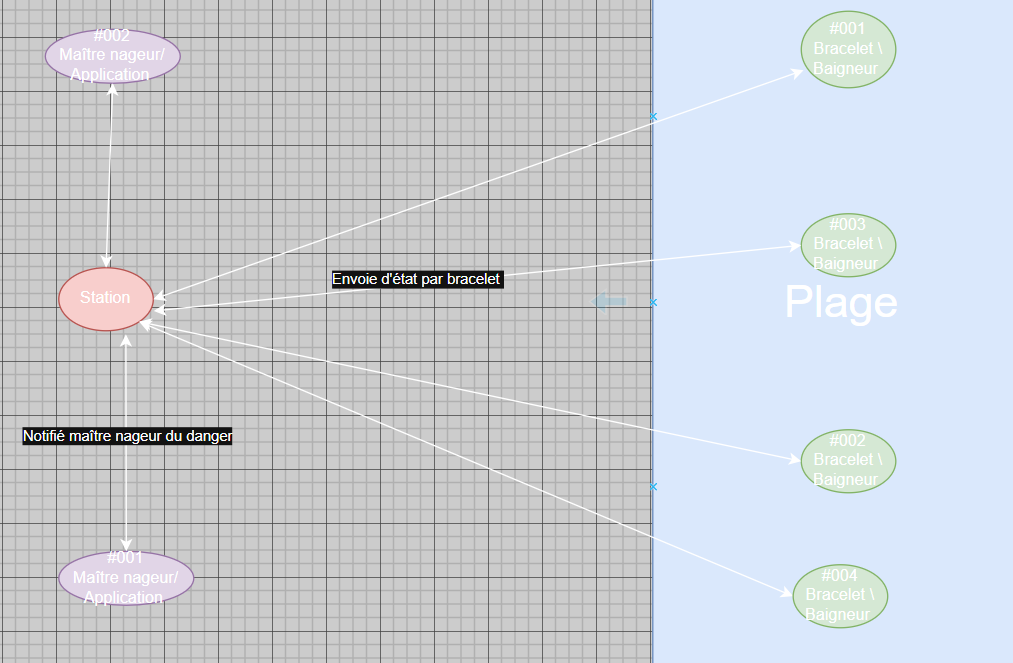 #002
Maître nageur/
Application
#001
Bracelet \
Baigneur
#003
Bracelet \
Baigneur
Envoie d'état par bracelet
Station
Plage
Notifié maître nageur du danger
#002
Bracelet \
Baigneur
#001
Maître nageur/
Application
#004
Bracelet \
Baigneur